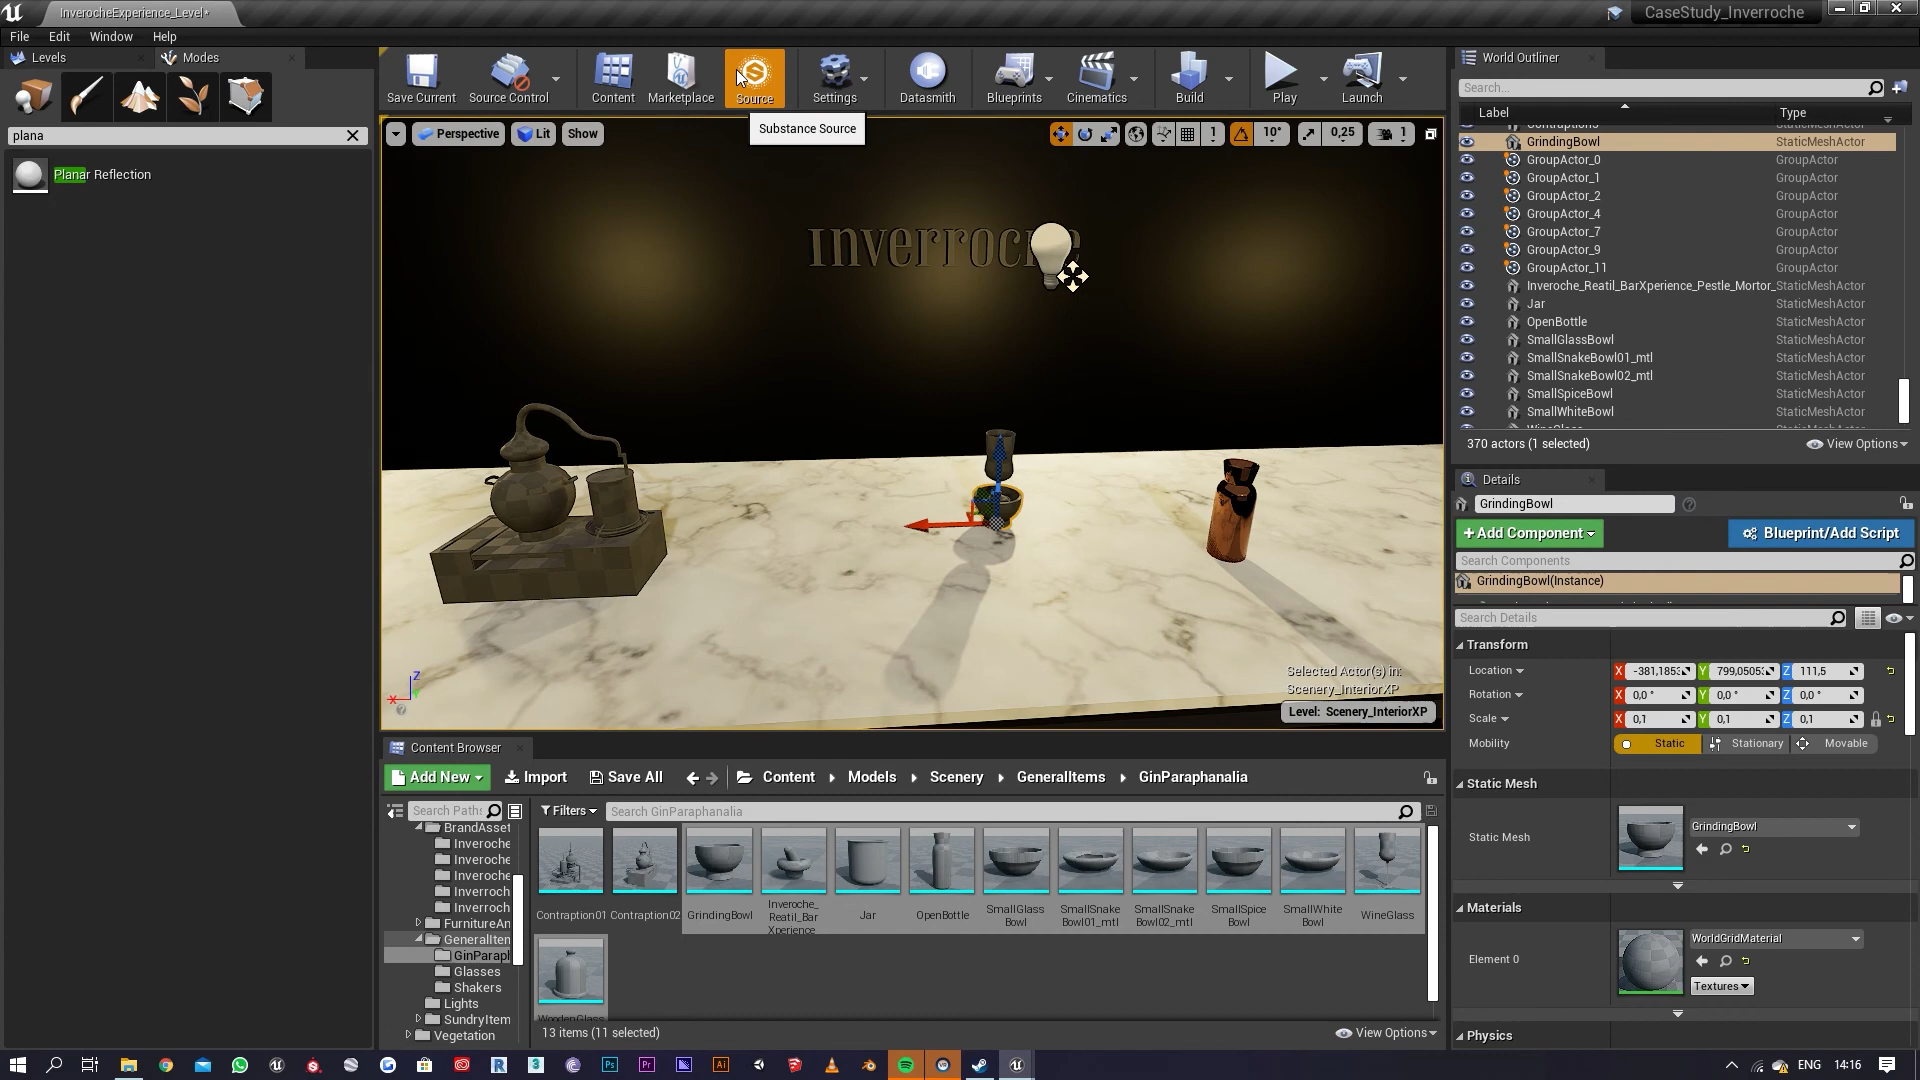 InverocheExperience_Level*
CaseStudy_Inverroche
File Edit Window Help
Levels
Modes
plana
Planar Reflection
Save Current
Source Control
Content
Marketplace
Source
Settings
Datasmith
Blueprints
Cinematics
Build
Play
Launch
Substance Source
Perspective
Lit
Show
1
10°
0,25
1
Inverroche
Selected Actor(s) in:
Scenery_InteriorXP
Level: Scenery_InteriorXP
World Outliner
Search...
Label Type
GrindingBowl StaticMeshActor
GroupActor_0 GroupActor
GroupActor_1 GroupActor
GroupActor_2 GroupActor
GroupActor_4 GroupActor
GroupActor_7 GroupActor
GroupActor_9 GroupActor
GroupActor_11 GroupActor
Inveroche_Reatil_BarXperience_Pestle_Mortor_ StaticMeshActor
Jar StaticMeshActor
OpenBottle StaticMeshActor
SmallGlassBowl StaticMeshActor
SmallSnakeBowl01_mtl StaticMeshActor
SmallSnakeBowl02_mtl StaticMeshActor
SmallSpiceBowl StaticMeshActor
SmallWhiteBowl StaticMeshActor
370 actors (1 selected)
View Options
Details
GrindingBowl
+Add Component
Blueprint/Add Script
Search Components
GrindingBowl(Instance)
Search Details
Transform
Location X -381,1853 Y 799,0505 Z 111,5
Rotation X 0,0 ° Y 0,0 ° Z 0,0 °
Scale X 0,1 Y 0,1 Z 0,1
Mobility Static Stationary Movable
Static Mesh
Static Mesh GrindingBowl
Materials
Element 0 WorldGridMaterial
Textures
Physics
Content Browser
Add New
Import
Save All
Content
Models
Scenery
GeneralItems
GinParaphanalia
Search Paths
Filters
Search GinParaphanalia
BrandAsset
Inveroche
Inveroche
Inveroche
Inverroch
Inverroch
FurnitureAn
GeneralIten
GinParaph
Glasses
Shakers
Lights
SundryItem
Vegetation
Contraption01
Contraption02
GrindingBowl
Inveroche_
Reatil_Bar
Xperience
Jar
OpenBottle
SmallGlass
Bowl
SmallSnake
Bowl01_mtl
SmallSnake
Bowl02_mtl
SmallSpice
Bowl
SmallWhite
Bowl
WineGlass
13 items (11 selected)
View Options
ENG
14:16